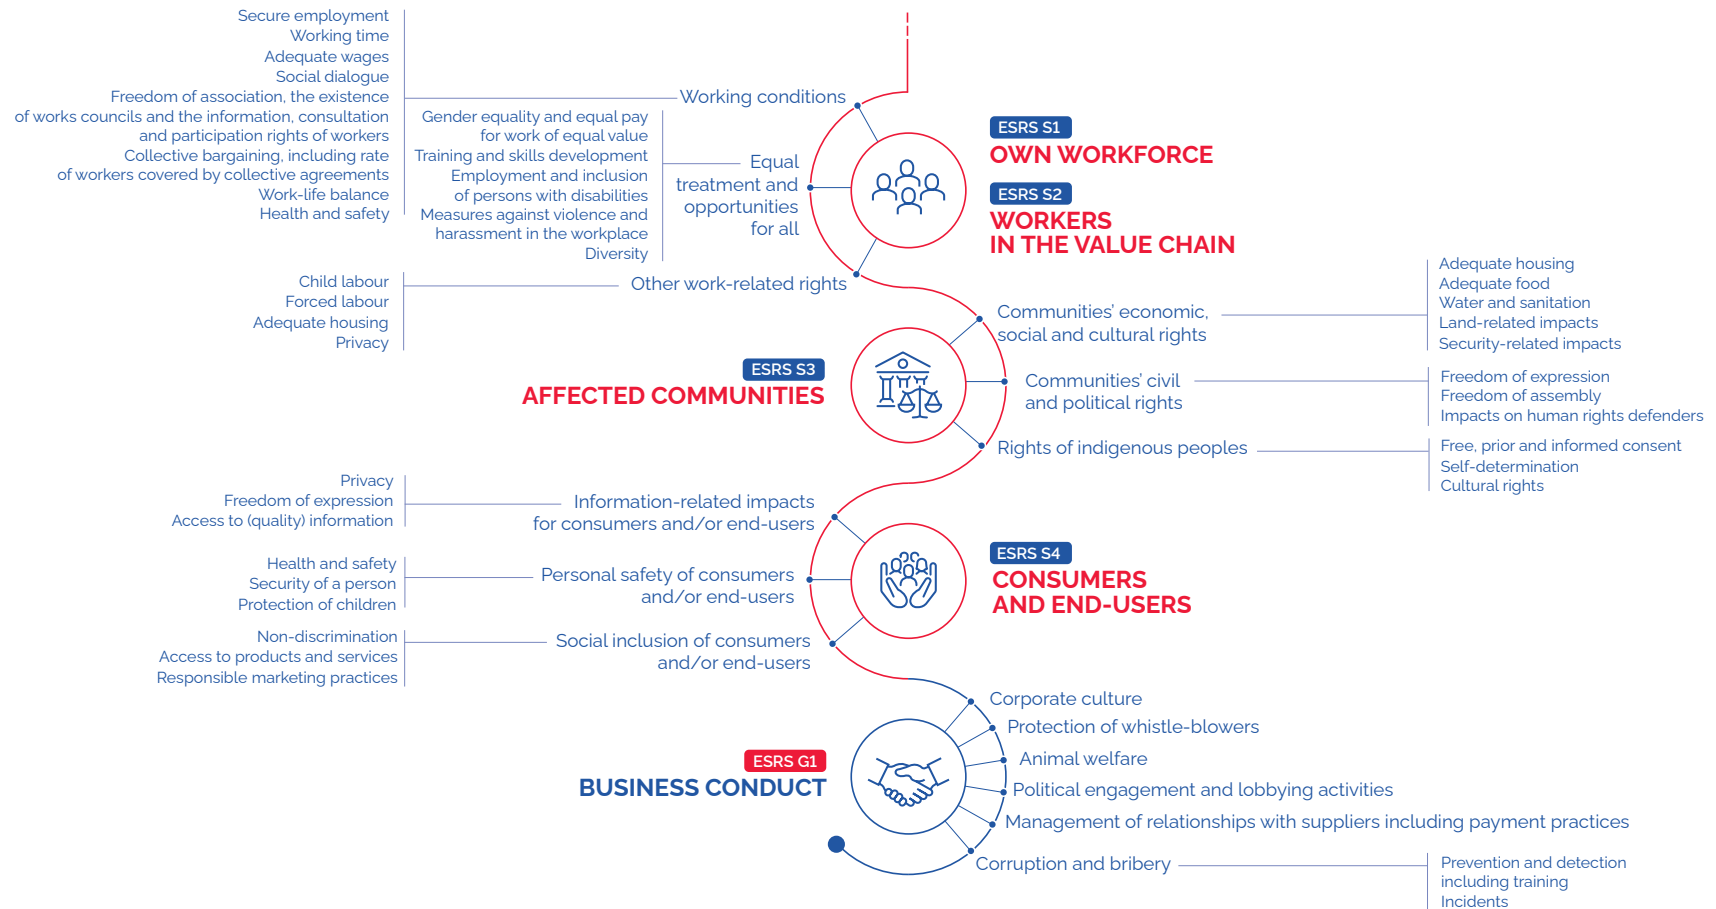 Secure employment
Working time
Adequate wages
Social dialogue
Freedom of association, the existence
of works councils and the information, consultation
and participation rights of workers
Collective bargaining, including rate
of workers covered by collective agreements
Work-life balance
Health and safety
Working conditions
Gender equality and equal pay
for work of equal value
Training and skills development
Employment and inclusion
of persons with disabilities
Measures against violence and
harassment in the workplace
Diversity
Equal
treatment and
opportunities
for all
Child labour
Forced labour
Adequate housing
Privacy
Other work-related rights
ESRS S1
OWN WORKFORCE
ESRS S2
WORKERS
IN THE VALUE CHAIN
ESRS S3
AFFECTED COMMUNITIES
Communities' economic,
social and cultural rights
Adequate housing
Adequate food
Water and sanitation
Land-related impacts
Security-related impacts
Communities' civil
and political rights
Freedom of expression
Freedom of assembly
Impacts on human rights defenders
Rights of indigenous peoples
Free, prior and informed consent
Self-determination
Cultural rights
Privacy
Freedom of expression
Access to (quality) information
Information-related impacts
for consumers and/or end-users
Health and safety
Security of a person
Protection of children
Personal safety of consumers
and/or end-users
Non-discrimination
Access to products and services
Responsible marketing practices
Social inclusion of consumers
and/or end-users
ESRS S4
CONSUMERS
AND END-USERS
ESRS G1
BUSINESS CONDUCT
Corporate culture
Protection of whistle-blowers
Animal welfare
Political engagement and lobbying activities
Management of relationships with suppliers including payment practices
Corruption and bribery
Prevention and detection
including training
Incidents